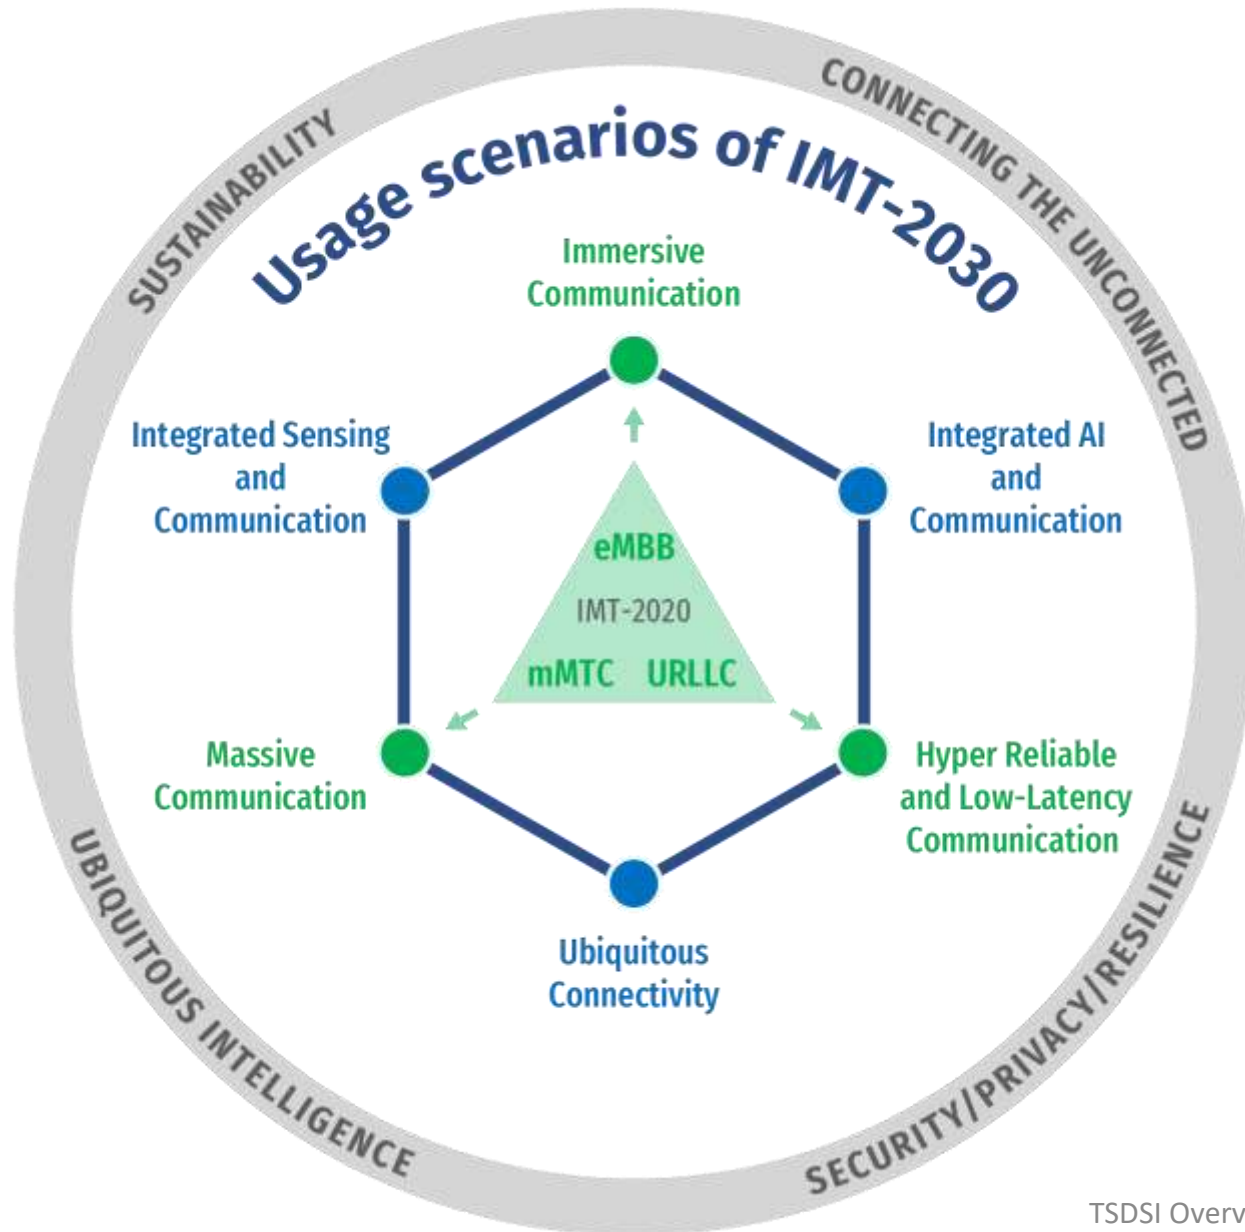 SUSTAINABILITY
CONNECTING THE UNCONNECTED
Usage scenarios of IMT-2030
Immersive
Communication
Integrated Sensing
and
Communication
Integrated AI
and
Communication
eMBB
IMT-2020
mMTC URLLC
Massive
Communication
Hyper Reliable
and Low-Latency
Communication
Ubiquitous
Connectivity
UBIQUITOUS INTELLIGENCE
SECURITY/PRIVACY/RESILIENCE
TSDSI Overv